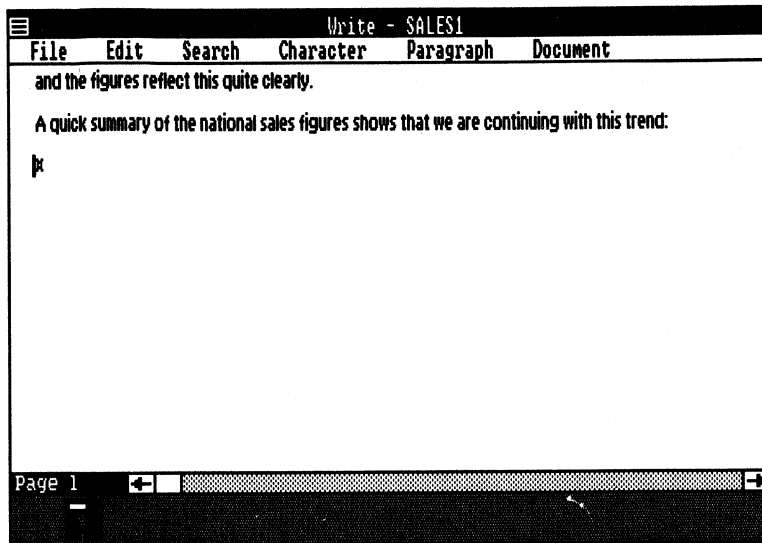 Write - SALES1
File Edit Search Character Paragraph Document
and the figures reflect this quite clearly.
A quick summary of the national sales figures shows that we are continuing with this trend:
Page 1